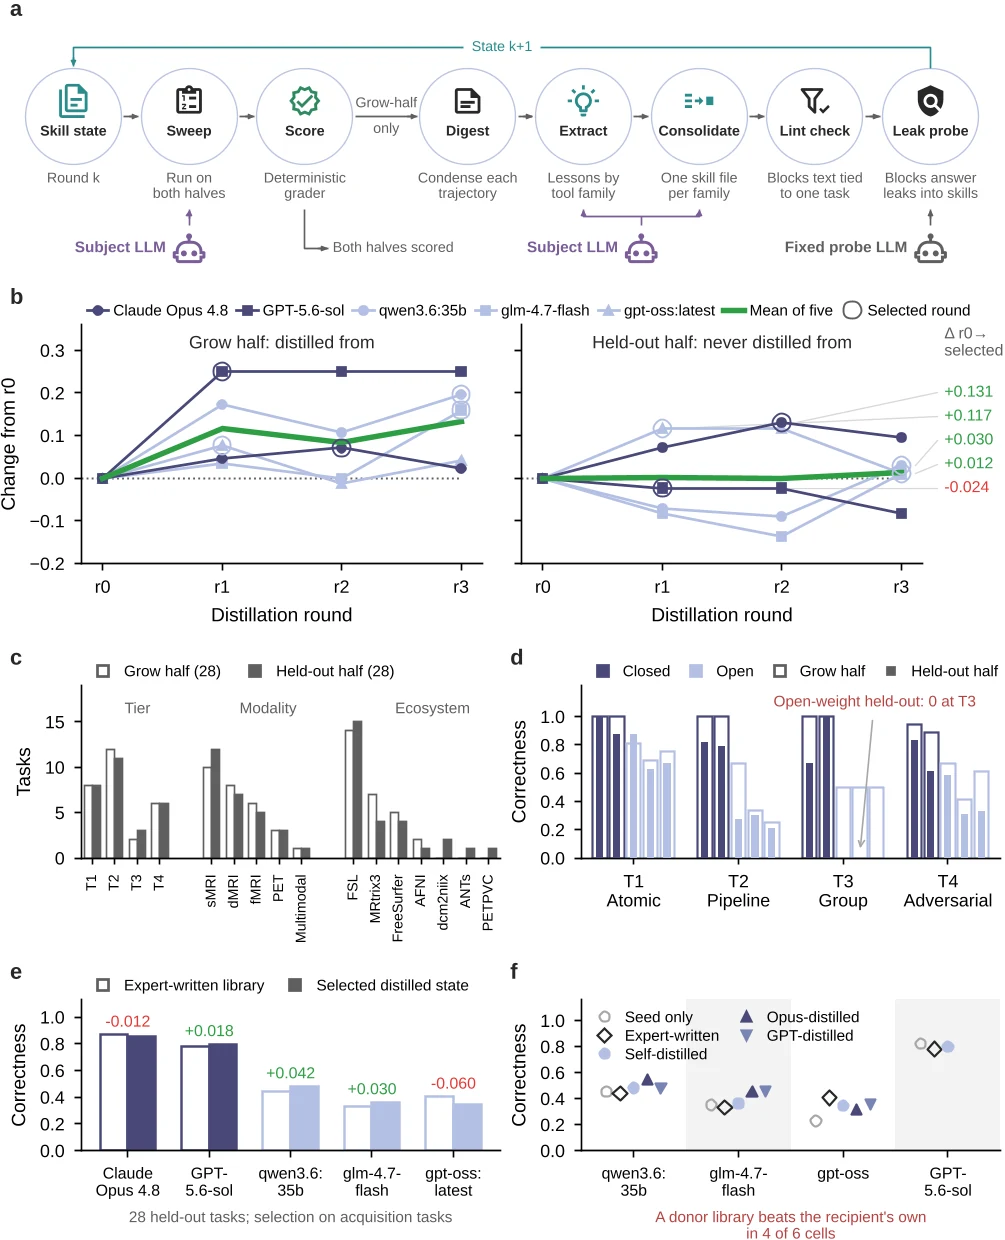 a
State k+1
Skill state
Sweep
Score
Grow-half
only
Digest
Extract
Consolidate
Lint check
Leak probe
Round k
Run on
both halves
Deterministic
grader
Condense each
trajectory
Lessons by
tool family
One skill file
per family
Blocks text tied
to one task
Blocks answer
leaks into skills
Subject LLM
Both halves scored
Subject LLM
Fixed probe LLM
b
Claude Opus 4.8
GPT-5.6-sol
qwen3.6:35b
glm-4.7-flash
gpt-oss:latest
Mean of five
Selected round
Grow half: distilled from
Held-out half: never distilled from
Δ r0→
selected
Change from r0
0.3
0.2
0.1
0.0
−0.1
−0.2
+0.131
+0.117
+0.030
+0.012
-0.024
r0
r1
r2
r3
r0
r1
r2
r3
Distillation round
Distillation round
c
Grow half (28)
Held-out half (28)
Tier
Modality
Ecosystem
Tasks
15
10
5
0
T1
T2
T3
T4
sMRI
dMRI
fMRI
PET
Multimodal
FSL
MRtrix3
FreeSurfer
AFNI
dcm2niix
ANTs
PETPVC
d
Closed
Open
Grow half
Held-out half
Open-weight held-out: 0 at T3
Correctness
1.0
0.8
0.6
0.4
0.2
0.0
T1
Atomic
T2
Pipeline
T3
Group
T4
Adversarial
e
Expert-written library
Selected distilled state
Correctness
1.0
0.8
0.6
0.4
0.2
0.0
-0.012
+0.018
+0.042
+0.030
-0.060
Claude
Opus 4.8
GPT-
5.6-sol
qwen3.6:
35b
glm-4.7-
flash
gpt-oss:
latest
28 held-out tasks; selection on acquisition tasks
f
Seed only
Expert-written
Self-distilled
Opus-distilled
GPT-distilled
Correctness
1.0
0.8
0.6
0.4
0.2
0.0
qwen3.6:
35b
glm-4.7-
flash
gpt-oss
GPT-
5.6-sol
A donor library beats the recipient's own
in 4 of 6 cells